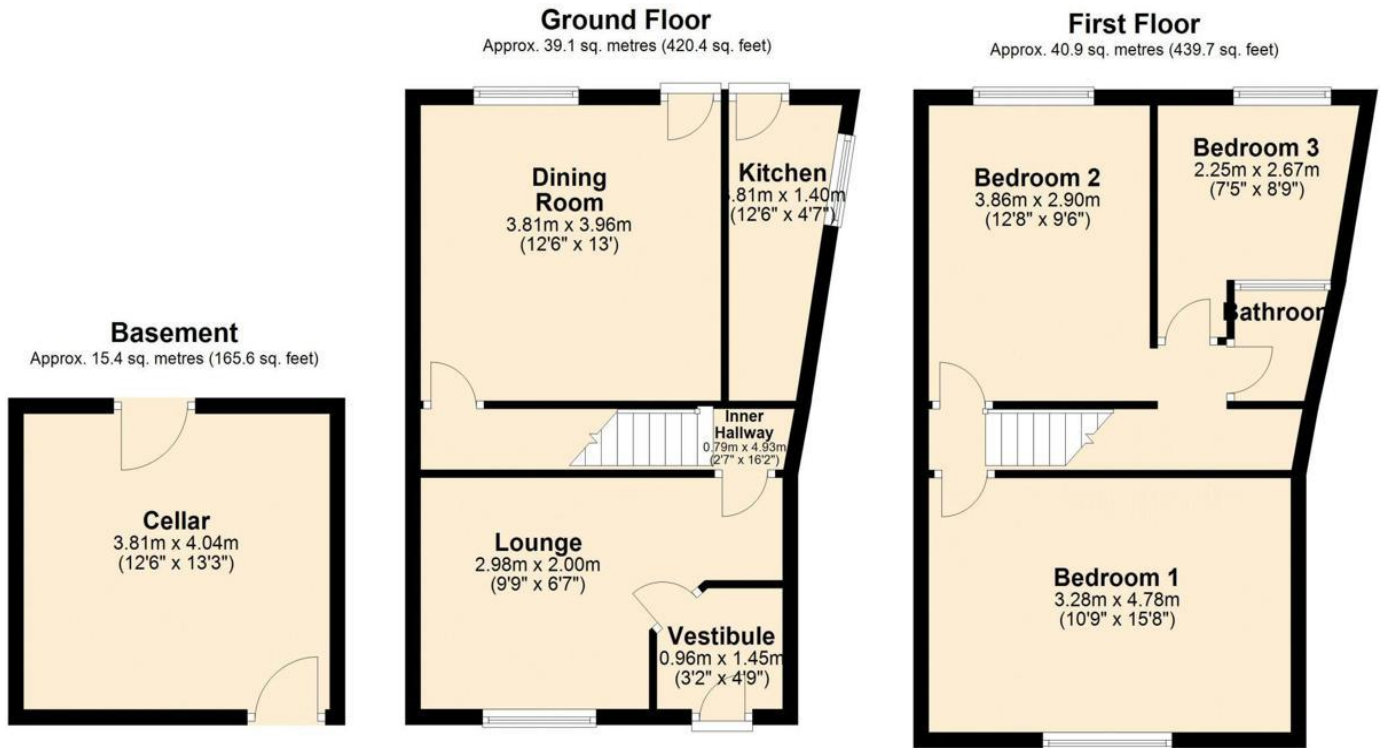 Ground Floor
Approx. 39.1 sq. metres (420.4 sq. feet)
First Floor
Approx. 40.9 sq. metres (439.7 sq. feet)
Basement
Approx. 15.4 sq. metres (165.6 sq. feet)
Cellar
3.81m x 4.04m
(12'6" x 13'3")
Dining
Room
3.81m x 3.96m
(12'6" x 13')
Kitchen
.81m x 1.40m
(12'6" x 4'7")
Inner
Hallway
0.79m x 4.93m
(2'7" x 16'2")
Lounge
2.98m x 2.00m
(9'9" x 6'7")
Vestibule
0.96m x 1.45m
(3'2" x 4'9")
Bedroom 2
3.86m x 2.90m
(12'8" x 9'6")
Bedroom 3
2.25m x 2.67m
(7'5" x 8'9")
Bathroom
Bedroom 1
3.28m x 4.78m
(10'9" x 15'8")